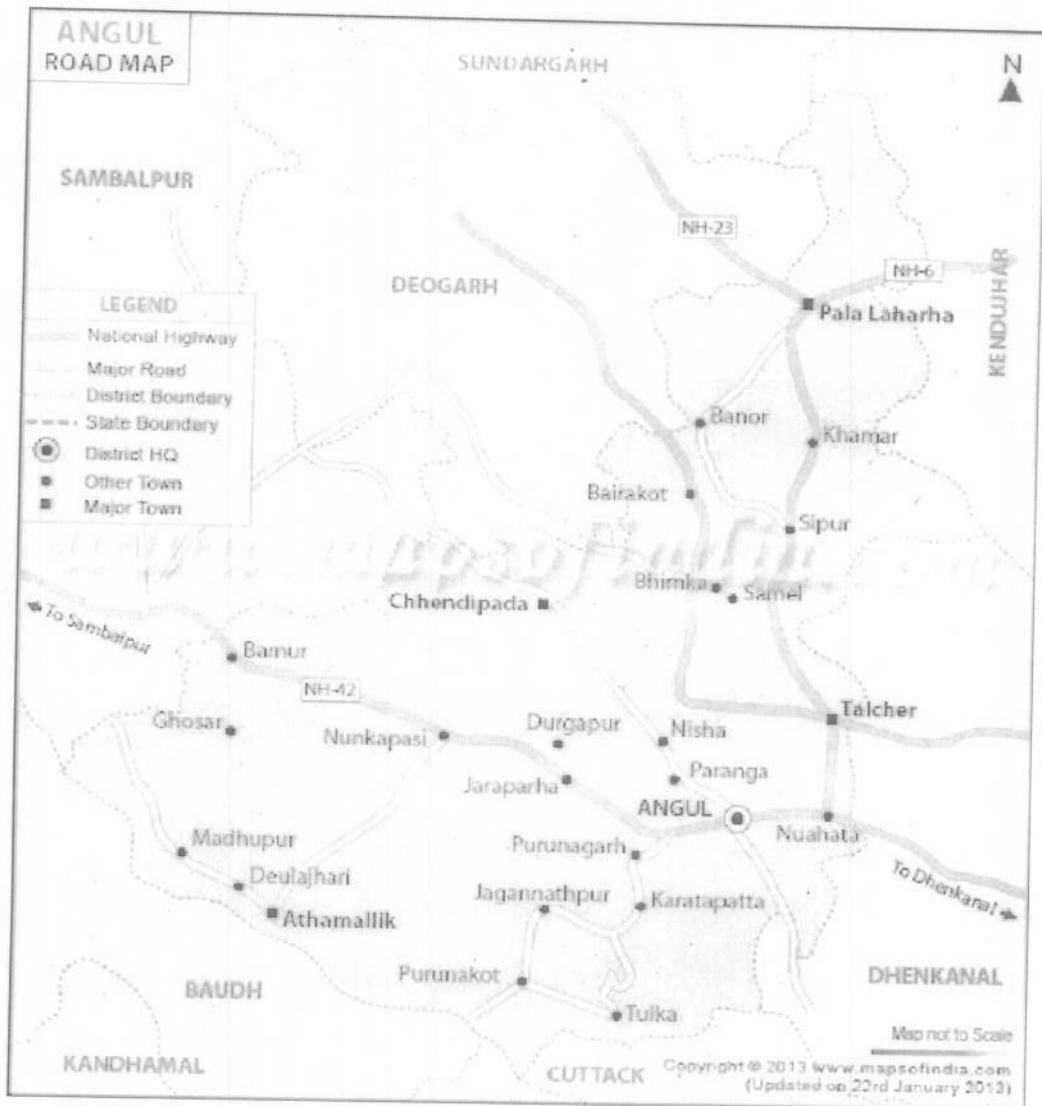 ANGUL
ROAD MAP
SUNDARGARH
N
SAMBALPUR
NH-23
NH-6
DEOGARH
KENDUJHAR
LEGEND
National Highway
Major Road
District Boundary
State Boundary
District HQ
Other Town
Major Town
Pala Laharha
Banor
Khamar
Bairakot
Sipur
Bhimka
Samel
Chhendipada
To Sambalpur
Bamur
NH-42
Talcher
Ghosar
Nunkapasi
Durgapur
Nisha
Jaraparha
Paranga
ANGUL
Nuahata
Madhupur
Purunagarh
Deulajhari
To Dhenkanal
Jagannathpur
Karatapatta
Athamallik
Purunakot
DHENKANAL
BAUDH
Tulka
Map not to Scale
KANDHAMAL
CUTTACK
Copyright © 2013 www.mapsofindia.com
(Updated on 22rd January 2013)